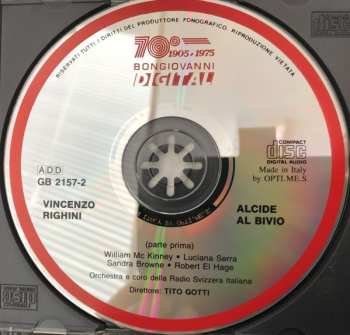 RISERVATI TUTTI I DIRITTI DEL PRODUTTORE FONOGRAFICO. RIPRODUZIONE VIETATA
70°
1905 • 1975
BONGIOVANNI
DIGITAL
COMPACT
disc
DIGITAL AUDIO
Made in Italy
by OPTI.ME.S
ADD
GB 2157-2
VINCENZO
RIGHINI
ALCIDE
AL BIVIO
(parte prima)
William Mc Kinney • Luciana Serra
Sandra Browne • Robert El Hage
Orchestra e coro della Radio Svizzera Italiana
Direttore: TITO GOTTI